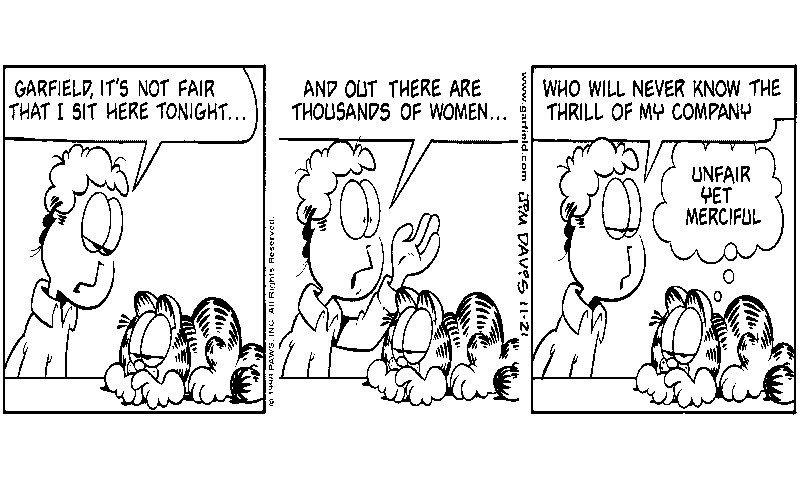 GARFIELD, IT'S NOT FAIR
THAT I SIT HERE TONIGHT...
© 1998 PAWS, INC. All Rights Reserved.
AND OUT THERE ARE
THOUSANDS OF WOMEN...
www.garfield.com
JIM DAVIS 11-21
WHO WILL NEVER KNOW THE
THRILL OF MY COMPANY
UNFAIR
YET
MERCIFUL